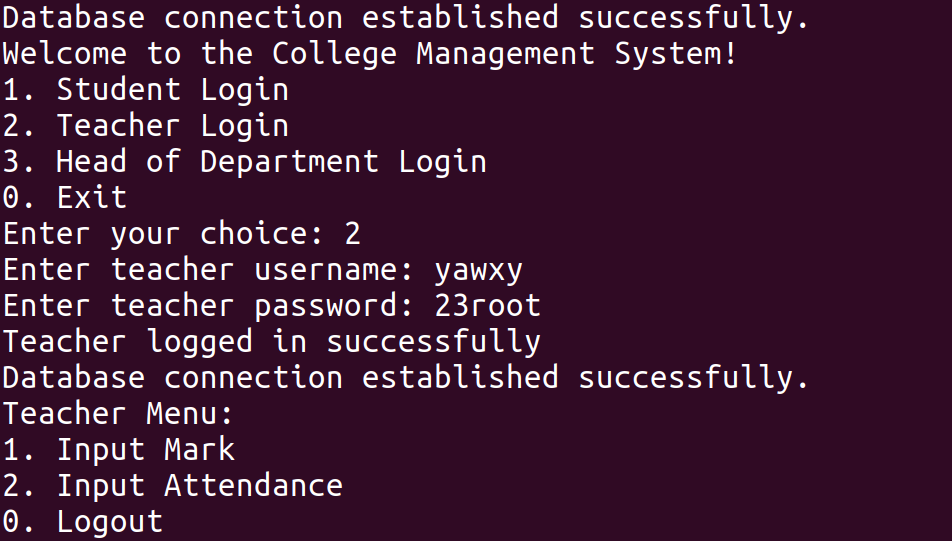 Database connection established successfully.
Welcome to the College Management System!
1. Student Login
2. Teacher Login
3. Head of Department Login
0. Exit
Enter your choice: 2
Enter teacher username: yawxy
Enter teacher password: 23root
Teacher logged in successfully
Database connection established successfully.
Teacher Menu:
1. Input Mark
2. Input Attendance
0. Logout